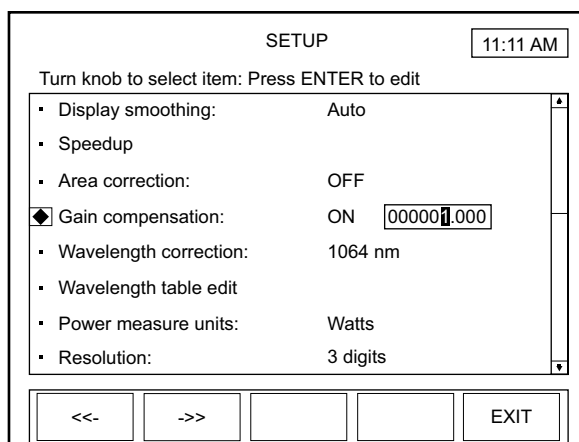 SETUP
11:11 AM
Turn knob to select item: Press ENTER to edit
Display smoothing: Auto
Speedup
Area correction: OFF
Gain compensation: ON 000001.000
Wavelength correction: 1064 nm
Wavelength table edit
Power measure units: Watts
Resolution: 3 digits
<<- ->> EXIT